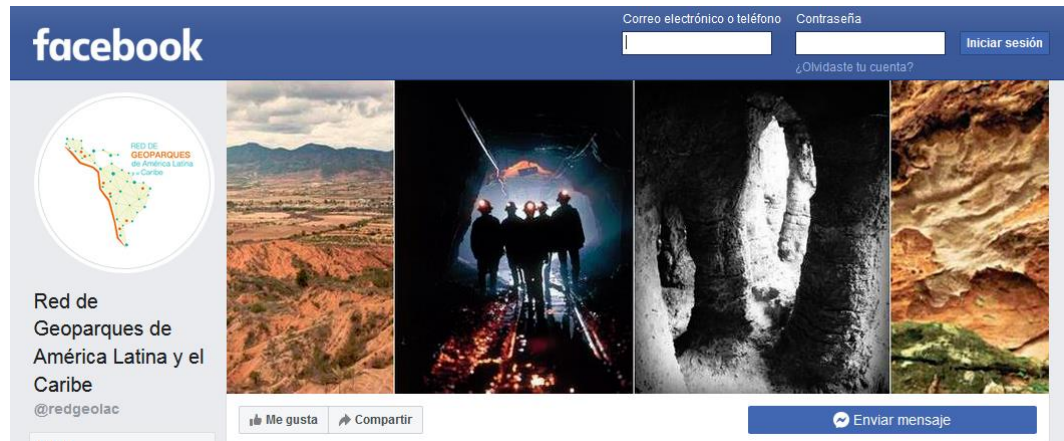 facebook
Correo electrónico o teléfono
Contraseña
Iniciar sesión
¿Olvidaste tu cuenta?
RED DE
GEOPARQUES
de América Latina
y el Caribe
Red de
Geoparques de
América Latina y el
Caribe
@redgeolac
Me gusta
Compartir
Enviar mensaje